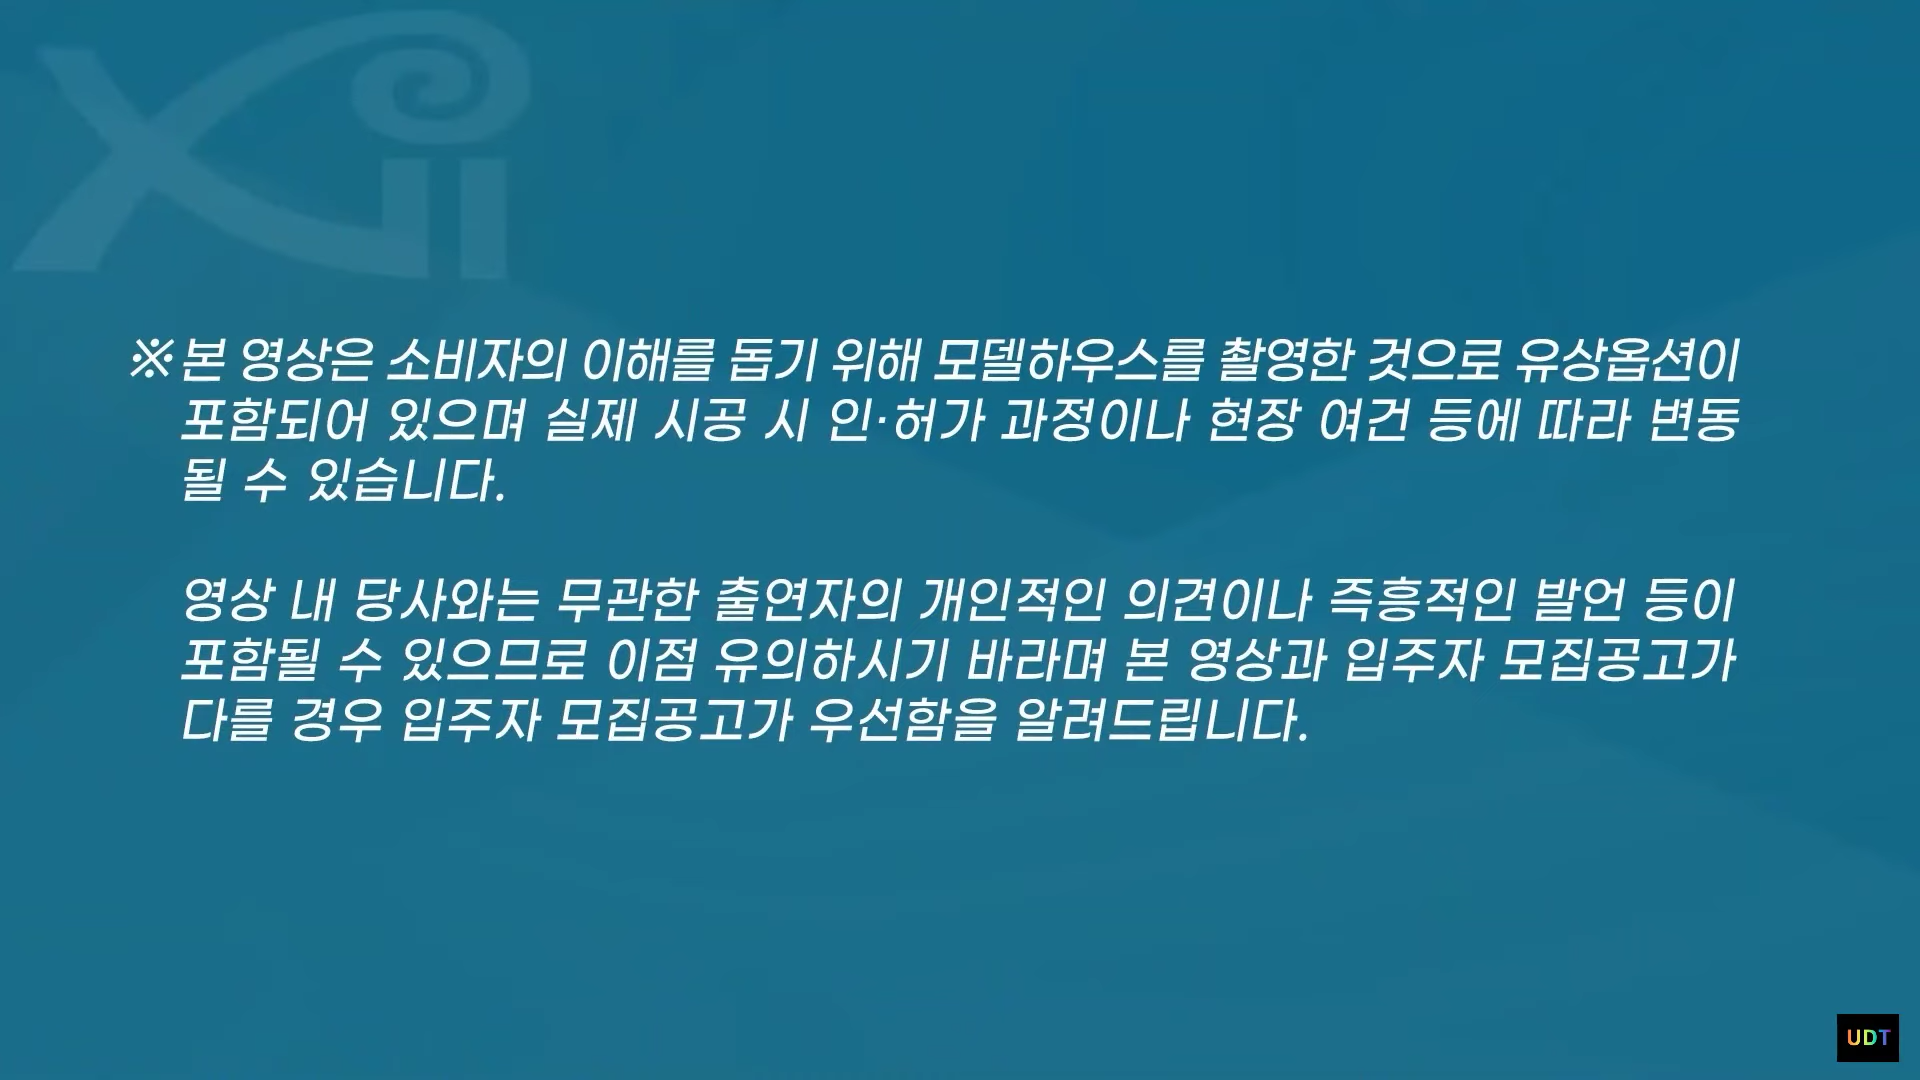 Xi
※본 영상은 소비자의 이해를 돕기 위해 모델하우스를 촬영한 것으로 유상옵션이
포함되어 있으며 실제 시공 시 인·허가 과정이나 현장 여건 등에 따라 변동
될 수 있습니다.
영상 내 당사와는 무관한 출연자의 개인적인 의견이나 즉흥적인 발언 등이
포함될 수 있으므로 이점 유의하시기 바라며 본 영상과 입주자 모집공고가
다를 경우 입주자 모집공고가 우선함을 알려드립니다.
UDT